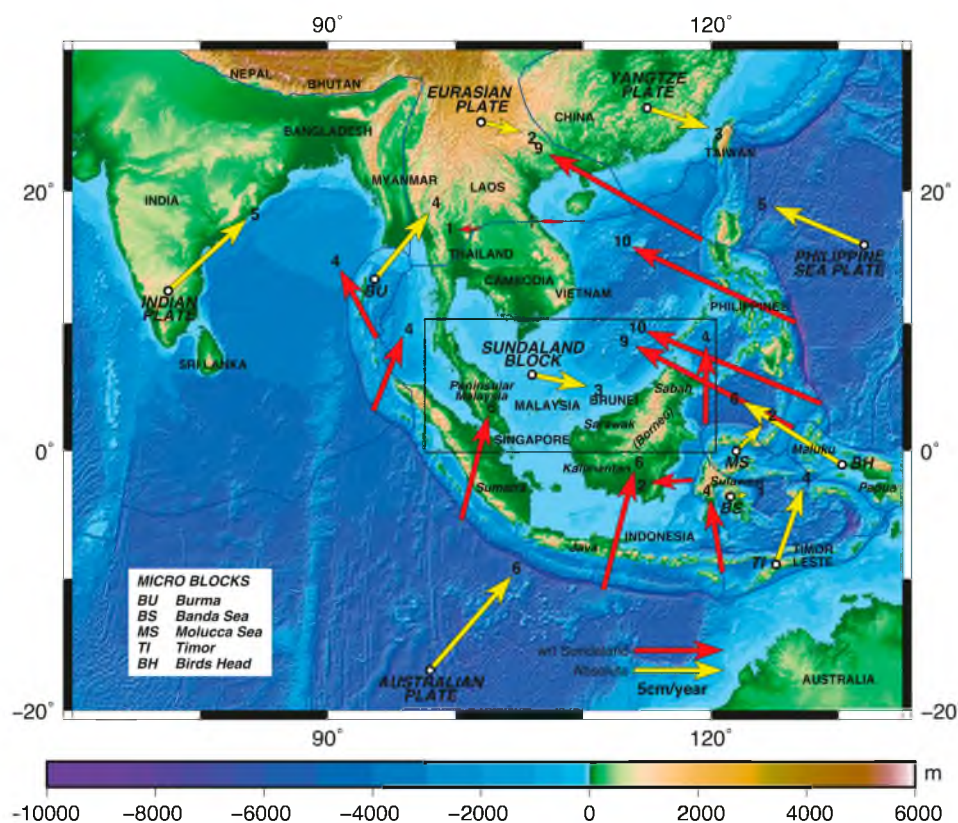 90°
120°
NEPAL
BHUTAN
EURASIAN
PLATE
YANGTZE
PLATE
CHINA
BANGLADESH
2
9
3
TAIWAN
20°
20°
MYANMAR
LAOS
INDIA
4
5
5
1
10
THAILAND
PHILIPPINE
SEA PLATE
4
CAMBODIA
BU
VIETNAM
INDIAN
PLATE
PHILIPPINES
4
10
4
9
SUNDALAND
BLOCK
SRI LANKA
Peninsular
Malaysia
3
Sabah
MALAYSIA
BRUNEI
6
2
Sarawak
(Borneo)
SINGAPORE
0°
0°
Maluku
MS
BH
Kalimantan
6
2
Sumatra
Sulawesi
4
4
Papua
BS
INDONESIA
Java
TIMOR
LESTE
TI
6
MICRO BLOCKS
BU Burma
BS Banda Sea
MS Molucca Sea
TI Timor
BH Birds Head
wrt Sundaland
Absolute
5cm/year
AUSTRALIAN
PLATE
AUSTRALIA
−20°
−20
90°
120°
m
−10000 −8000 −6000 −4000 −2000 0 2000 4000 6000